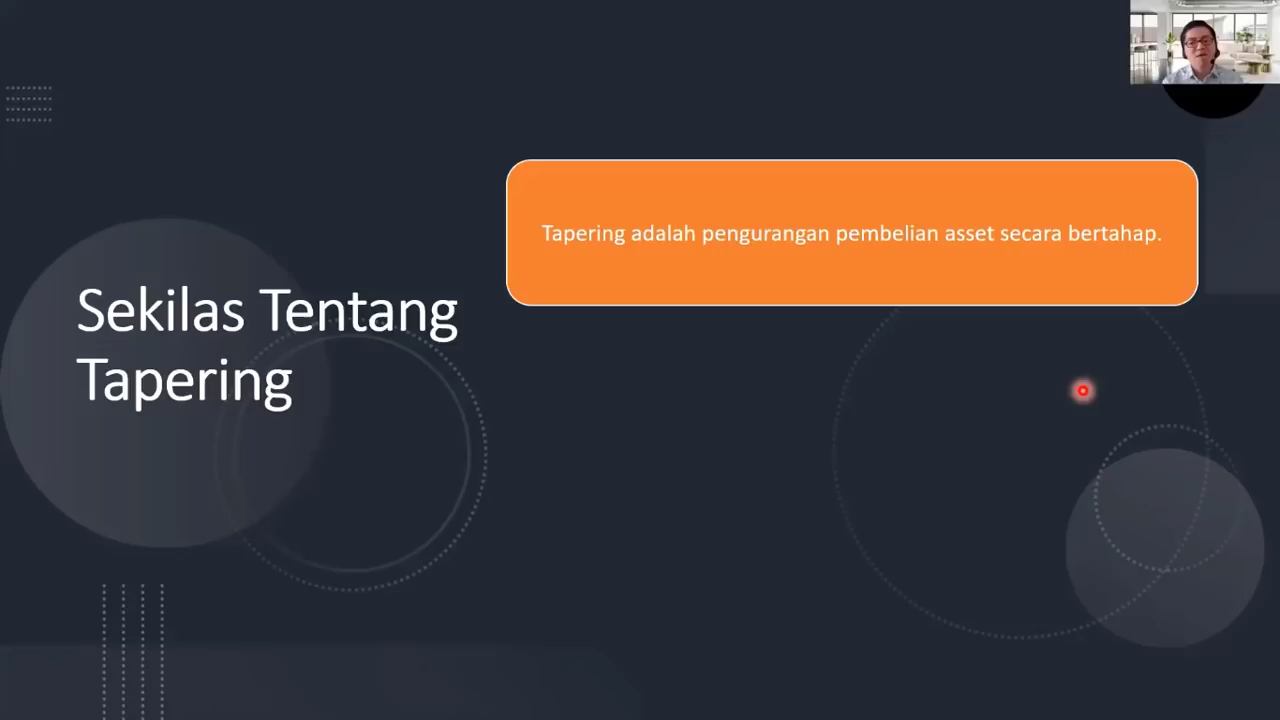 Sekilas Tentang
Tapering
Tapering adalah pengurangan pembelian asset secara bertahap.